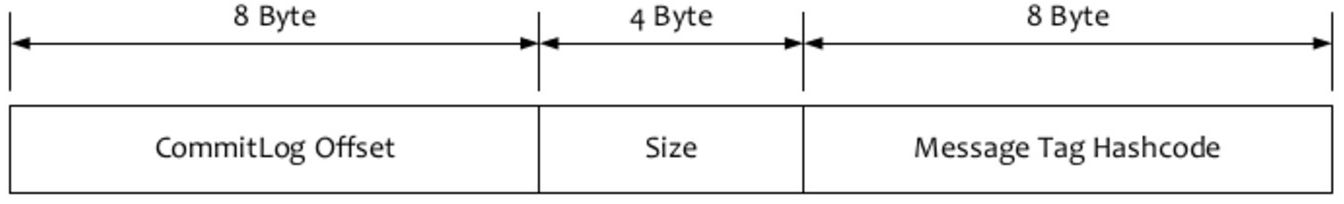 8 Byte 4 Byte 8 Byte
CommitLog Offset Size Message Tag Hashcode